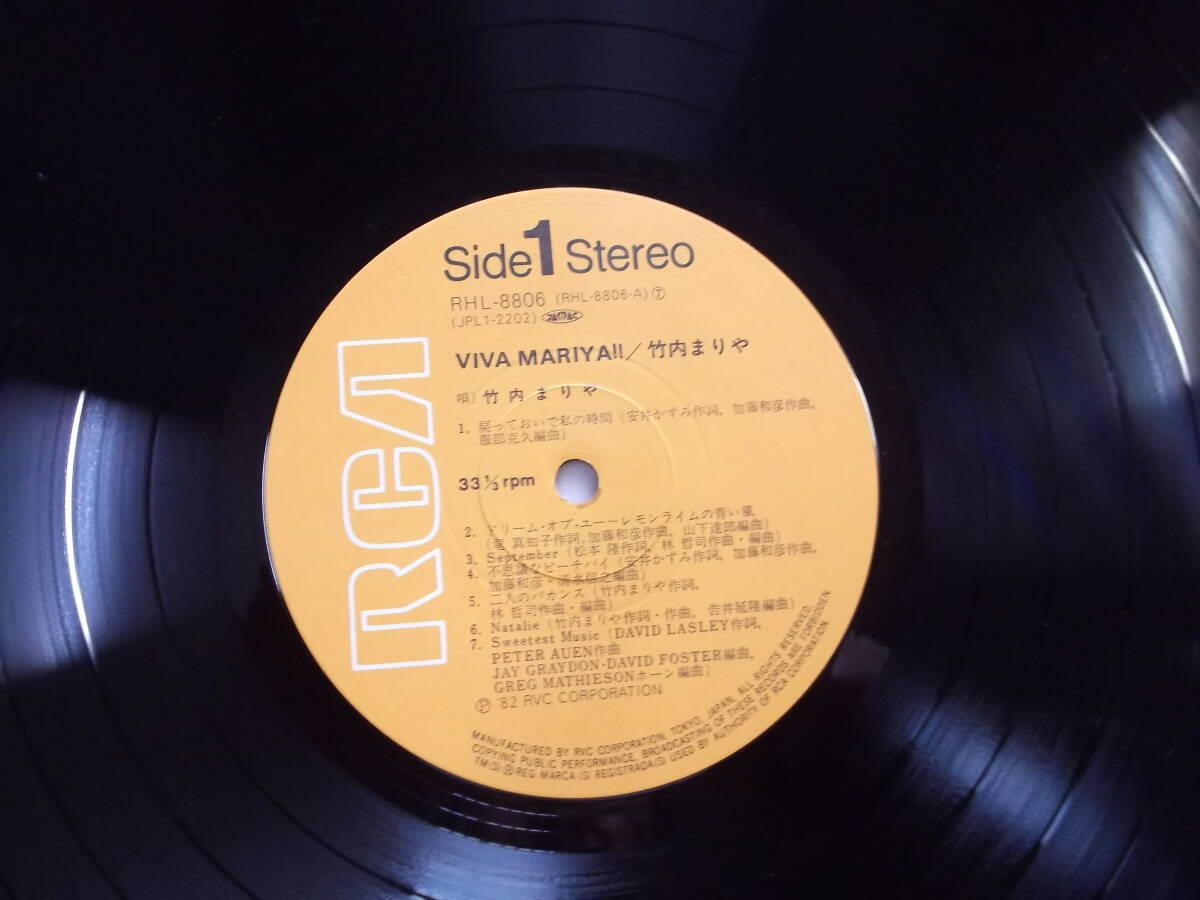 Side 1 Stereo
RHL-8806 (RHL-8806-A) ⑦
(JPL1-2202)
VIVA MARIYA!!／竹内まりや
唄) 竹内まりや
1. 戻っておいで私の時間 (安井かずみ作詞, 加藤和彦作曲,
服部克久編曲)
33 1/3 rpm
2. ドリーム・オブ・ユー〜レモンライムの青い風
(竜 真知子作詞, 加藤和彦作曲, 山下達郎編曲)
3. September (松本 隆作詞, 林 哲司作曲・編曲)
4. 不思議なピーチパイ (安井かずみ作詞, 加藤和彦作曲,
加藤和彦・清水信之編曲)
5. 二人のバカンス (竹内まりや作詞,
林 哲司作曲・編曲)
6. Natalie (竹内まりや作詞・作曲, 告井延隆編曲)
7. Sweetest Music (DAVID LASLEY作詞,
PETER AUEN作曲
JAY GRAYDON・DAVID FOSTER編曲,
GREG MATHIESONホーン編曲)
Ⓟ '82 RVC CORPORATION
MANUFACTURED BY RVC CORPORATION, TOKYO, JAPAN, ALL RIGHTS RESERVED,
COPYING PUBLIC PERFORMANCE, BROADCASTING OF THESE RECORDS ARE FORBIDDEN
TM(S) ® REG MARCA (S) REGISTRADA(S) USED BY AUTHORITY OF RCA CORPORATION
RCA